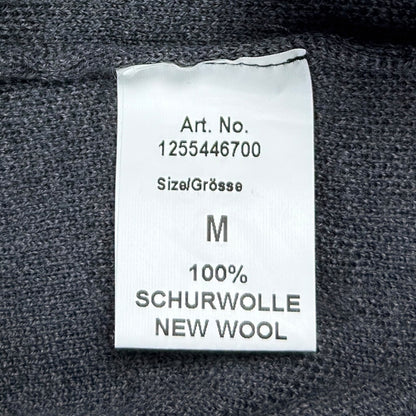 Art. No.
1255446700
Size/Grösse
M
100%
SCHURWOLLE
NEW WOOL